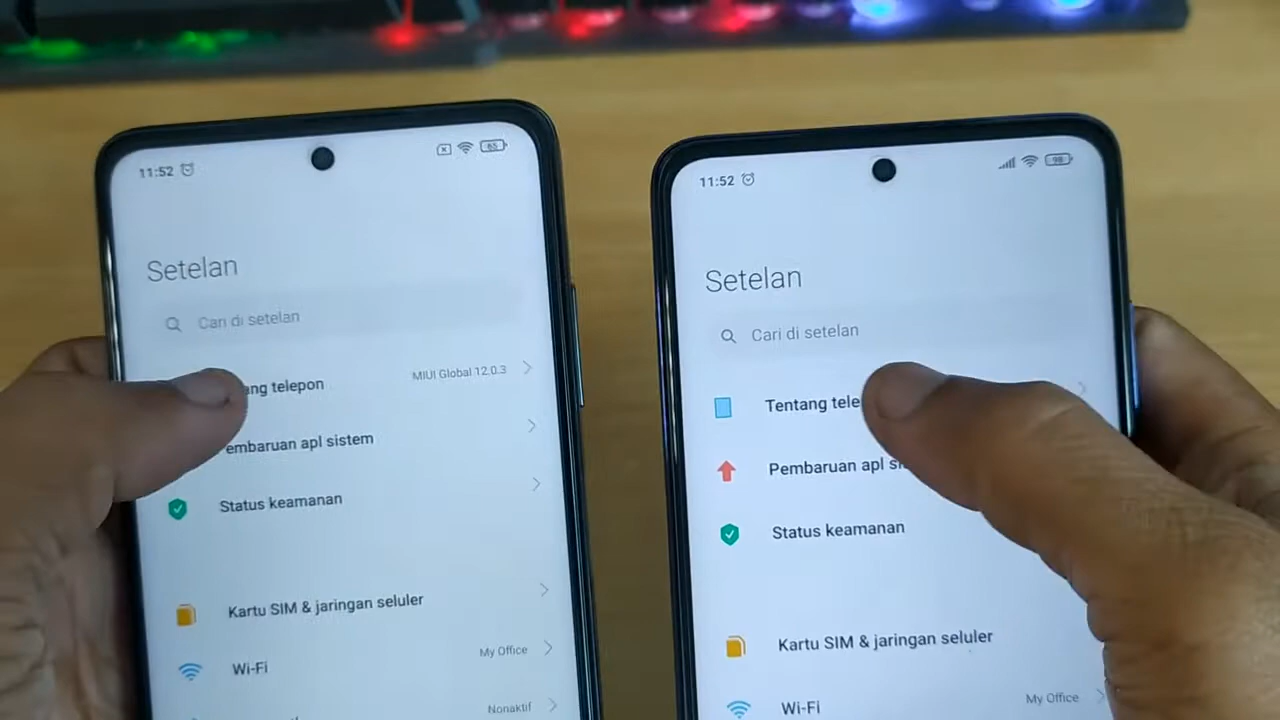 11:52
65
Setelan
Cari di setelan
ang telepon
MIUI Global 12.0.3
embaruan apl sistem
Status keamanan
Kartu SIM & jaringan seluler
Wi-Fi
My Office
Nonaktif
11:52
98
Setelan
Cari di setelan
Tentang tele
Pembaruan apl si
Status keamanan
Kartu SIM & jaringan seluler
Wi-Fi
My Office